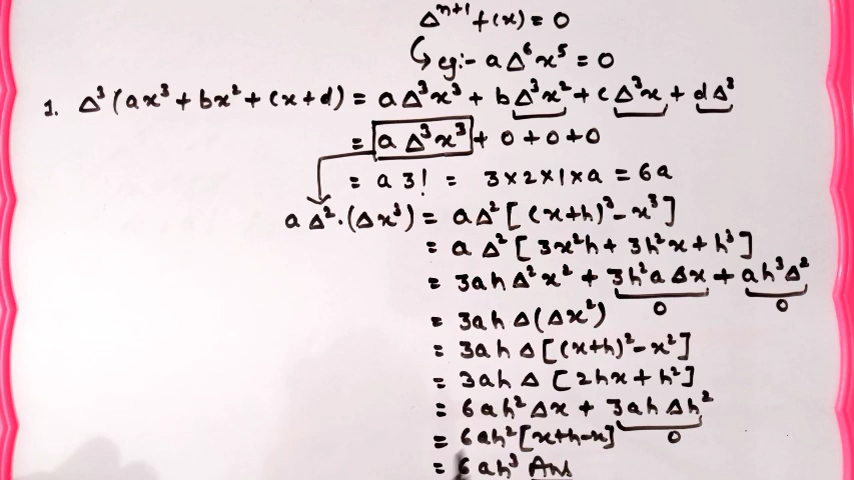 Δⁿ⁺¹ f(x) = 0
↳ eg:- a Δ⁶ x⁵ = 0
1. Δ³(ax³ + bx² + cx + d) = a Δ³x³ + b Δ³x² + c Δ³x + d Δ³
= a Δ³x³ + 0 + 0 + 0
= a 3! = 3×2×1×a = 6a
a Δ².(Δx³) = a Δ² [(x+h)³ - x³]
= a Δ² [3x²h + 3h²x + h³]
= 3ah Δ²x² + 3h²a Δx + ah³Δ²
0 0
= 3ah Δ(Δx²)
= 3ah Δ [(x+h)² - x²]
= 3ah Δ [2hx + h²]
= 6ah² Δx + 3ah Δh²
= 6ah² [x+h-x] 0
= 6ah³ Ans